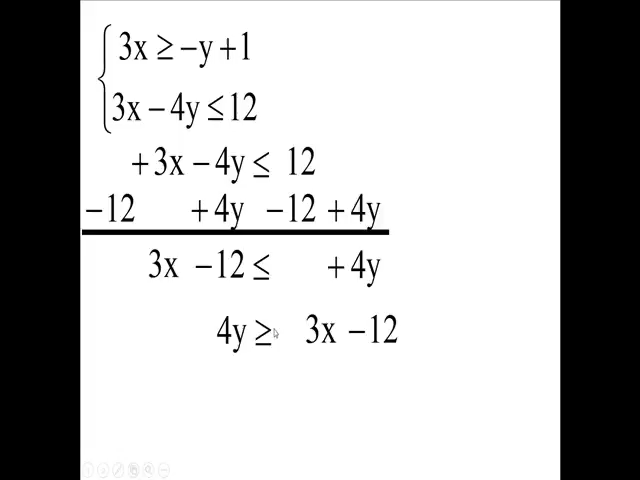 3x ≥ −y + 1
3x − 4y ≤ 12
+ 3x − 4y ≤ 12
− 12 + 4y − 12 + 4y
3x − 12 ≤ + 4y
4y ≥ 3x − 12